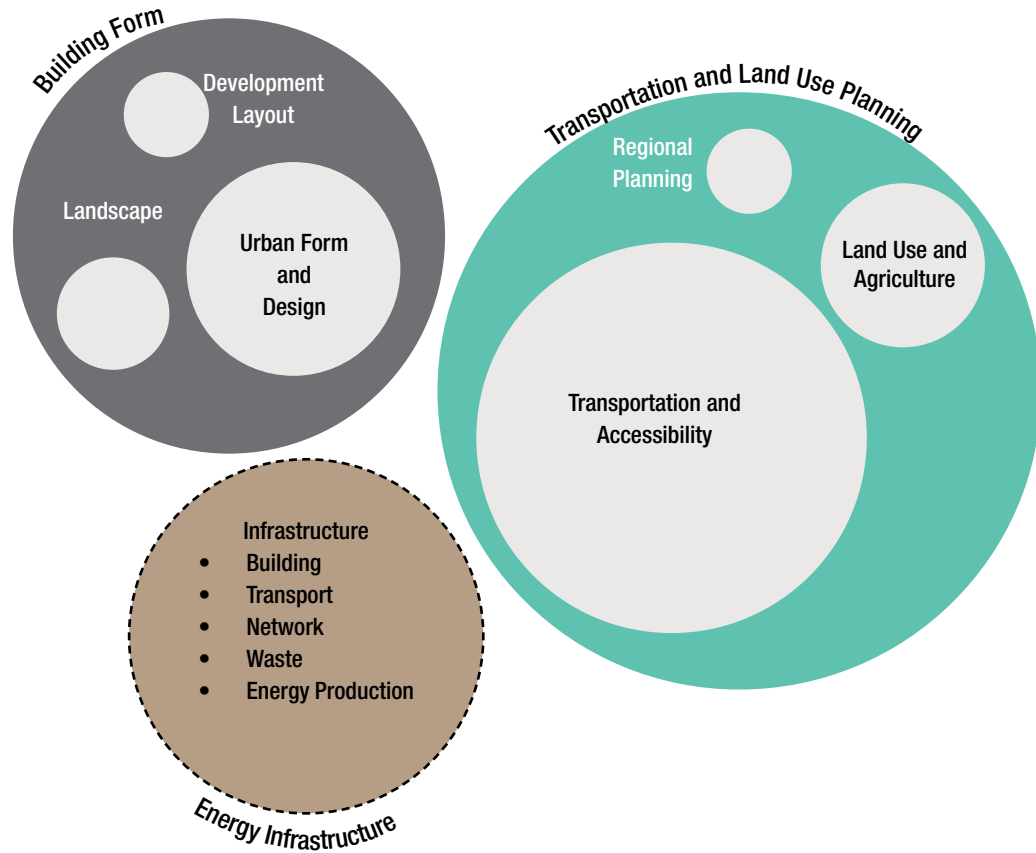 Building Form
Development
Layout
Landscape
Urban Form
and
Design
Transportation and Land Use Planning
Regional
Planning
Land Use and
Agriculture
Transportation and
Accessibility
Infrastructure
• Building
• Transport
• Network
• Waste
• Energy Production
Energy Infrastructure